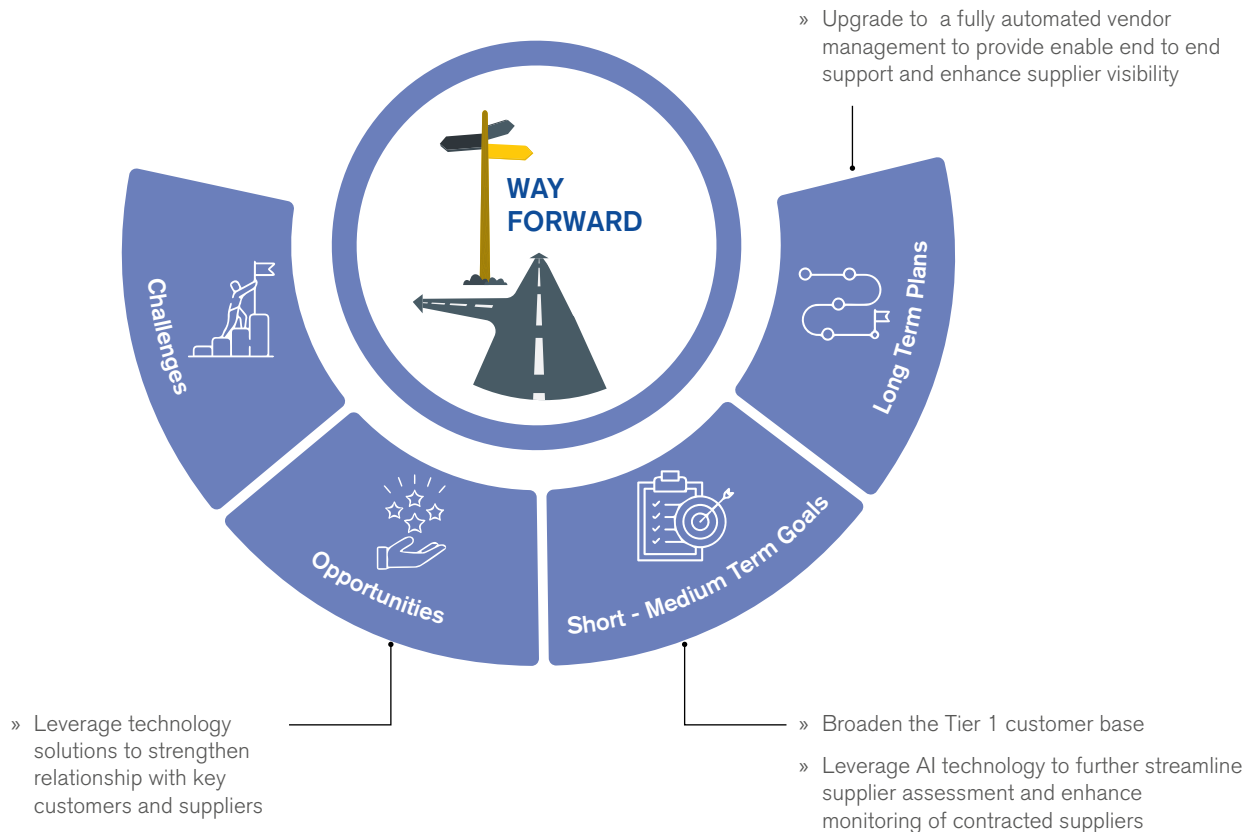 » Upgrade to a fully automated vendor
management to provide enable end to end
support and enhance supplier visibility
WAY
FORWARD
Challenges
Opportunities
Short - Medium Term Goals
Long Term Plans
» Leverage technology
solutions to strengthen
relationship with key
customers and suppliers
» Broaden the Tier 1 customer base
» Leverage AI technology to further streamline
supplier assessment and enhance
monitoring of contracted suppliers